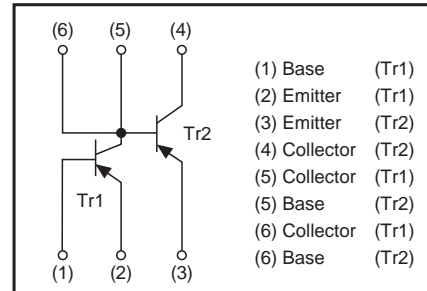 (6) (5) (4)
Tr2
Tr1
(1) (2) (3)
(1) Base (Tr1)
(2) Emitter (Tr1)
(3) Emitter (Tr2)
(4) Collector (Tr2)
(5) Collector (Tr1)
(5) Base (Tr2)
(6) Collector (Tr1)
(6) Base (Tr2)